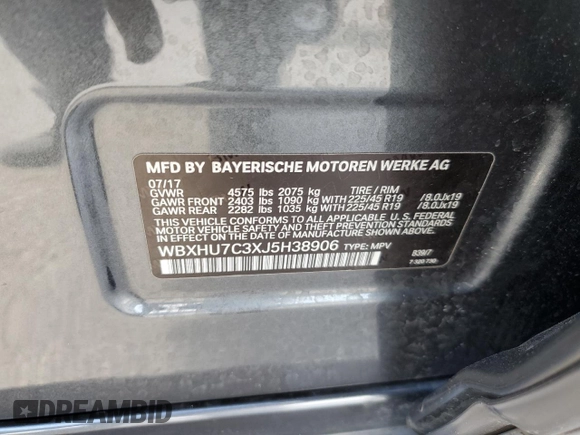 MFD BY BAYERISCHE MOTOREN WERKE AG
07/17
GVWR 4575 lbs 2075 kg TIRE / RIM
GAWR FRONT 2403 lbs 1090 kg WITH 225/45 R19 /8.0Jx19
GAWR REAR 2282 lbs 1035 kg WITH 225/45 R19 /8.0Jx19
THIS VEHICLE CONFORMS TO ALL APPLICABLE U. S. FEDERAL
MOTOR VEHICLE SAFETY, BUMPER, AND THEFT PREVENTION STANDARDS
IN EFFECT ON THE DATE OF MANUFACTURE SHOWN ABOVE.
WBXHU7C3XJ5H38906 TYPE: MPV 839/7
DREAMBID